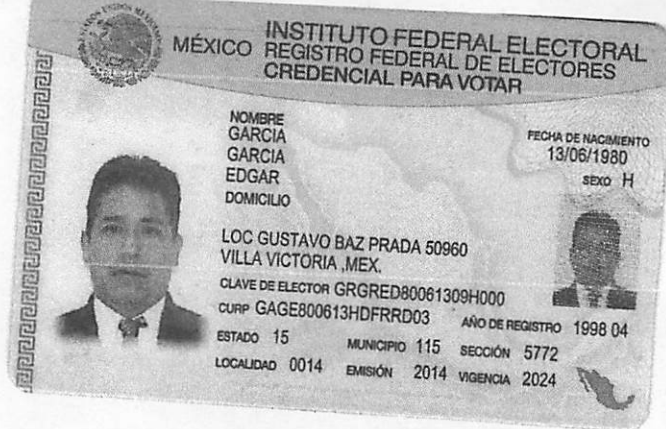 MÉXICO
INSTITUTO FEDERAL ELECTORAL
REGISTRO FEDERAL DE ELECTORES
CREDENCIAL PARA VOTAR
NOMBRE
GARCIA
GARCIA
EDGAR
FECHA DE NACIMIENTO
13/06/1980
SEXO H
DOMICILIO
LOC GUSTAVO BAZ PRADA 50960
VILLA VICTORIA ,MEX.
CLAVE DE ELECTOR GRGRED80061309H000
CURP GAGE800613HDFRRD03 AÑO DE REGISTRO 1998 04
ESTADO 15 MUNICIPIO 115 SECCIÓN 5772
LOCALIDAD 0014 EMISIÓN 2014 VIGENCIA 2024